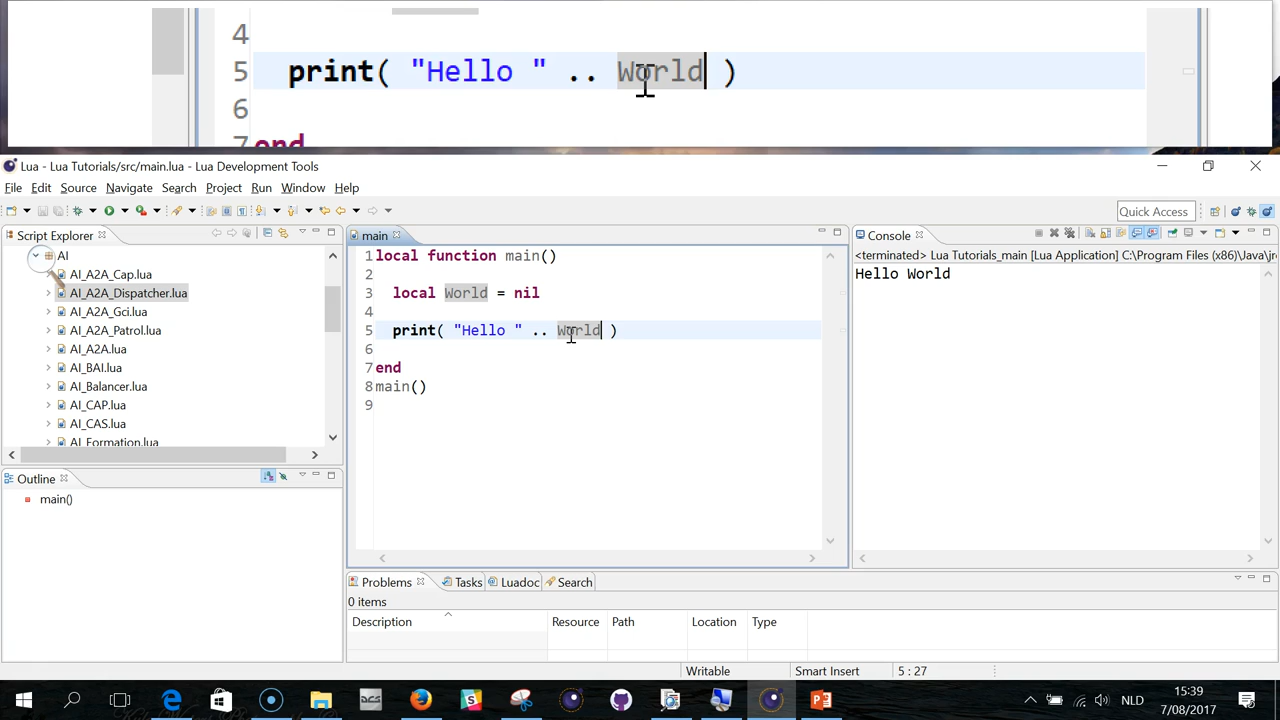 4
5 print( "Hello " .. World )
6
7 end
Lua - Lua Tutorials/src/main.lua - Lua Development Tools
File Edit Source Navigate Search Project Run Window Help
Quick Access
Script Explorer
AI
AI_A2A_Cap.lua
AI_A2A_Dispatcher.lua
AI_A2A_Gci.lua
AI_A2A_Patrol.lua
AI_A2A.lua
AI_BAI.lua
AI_Balancer.lua
AI_CAP.lua
AI_CAS.lua
AI_Formation.lua
Outline
main()
main
1 local function main()
2
3 local World = nil
4
5 print( "Hello " .. World )
6
7 end
8 main()
9
Console
<terminated> Lua Tutorials_main [Lua Application] C:\Program Files (x86)\Java\jr
Hello World
Problems Tasks Luadoc Search
0 items
Description Resource Path Location Type
Writable Smart Insert 5 : 27
DCS
NLD
15:39
7/08/2017